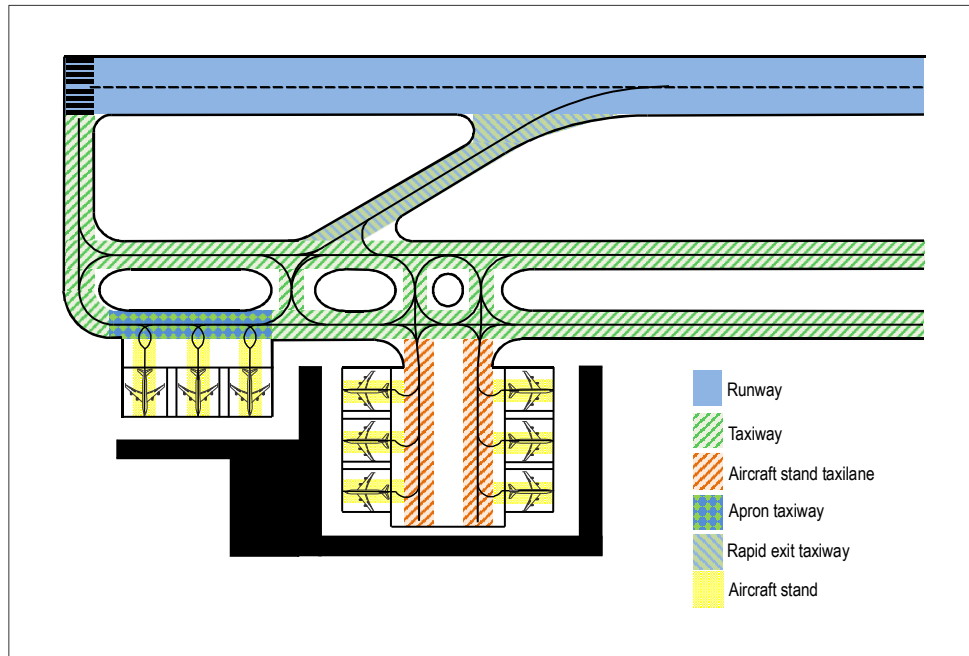 Runway
Taxiway
Aircraft stand taxilane
Apron taxiway
Rapid exit taxiway
Aircraft stand